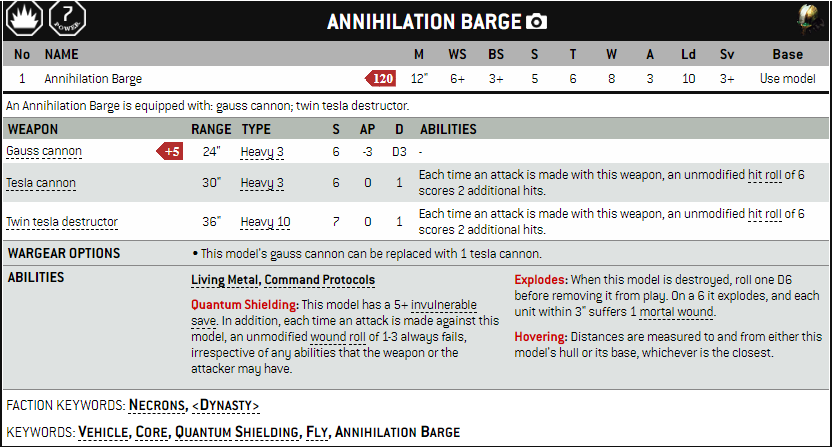 7
POWER
ANNIHILATION BARGE
No NAME M WS BS S T W A Ld Sv Base
1 Annihilation Barge 120 12" 6+ 3+ 5 6 8 3 10 3+ Use model
An Annihilation Barge is equipped with: gauss cannon; twin tesla destructor.
WEAPON RANGE TYPE S AP D ABILITIES
Gauss cannon +5 24" Heavy 3 6 -3 D3 -
Tesla cannon 30" Heavy 3 6 0 1 Each time an attack is made with this weapon, an unmodified hit roll of 6
scores 2 additional hits.
Twin tesla destructor 36" Heavy 10 7 0 1 Each time an attack is made with this weapon, an unmodified hit roll of 6
scores 2 additional hits.
WARGEAR OPTIONS • This model's gauss cannon can be replaced with 1 tesla cannon.
ABILITIES
Living Metal, Command Protocols
Quantum Shielding: This model has a 5+ invulnerable
save. In addition, each time an attack is made against this
model, an unmodified wound roll of 1-3 always fails,
irrespective of any abilities that the weapon or the
attacker may have.
Explodes: When this model is destroyed, roll one D6
before removing it from play. On a 6 it explodes, and each
unit within 3" suffers 1 mortal wound.
Hovering: Distances are measured to and from either this
model's hull or its base, whichever is the closest.
FACTION KEYWORDS: NECRONS, <DYNASTY>
KEYWORDS: VEHICLE, CORE, QUANTUM SHIELDING, FLY, ANNIHILATION BARGE